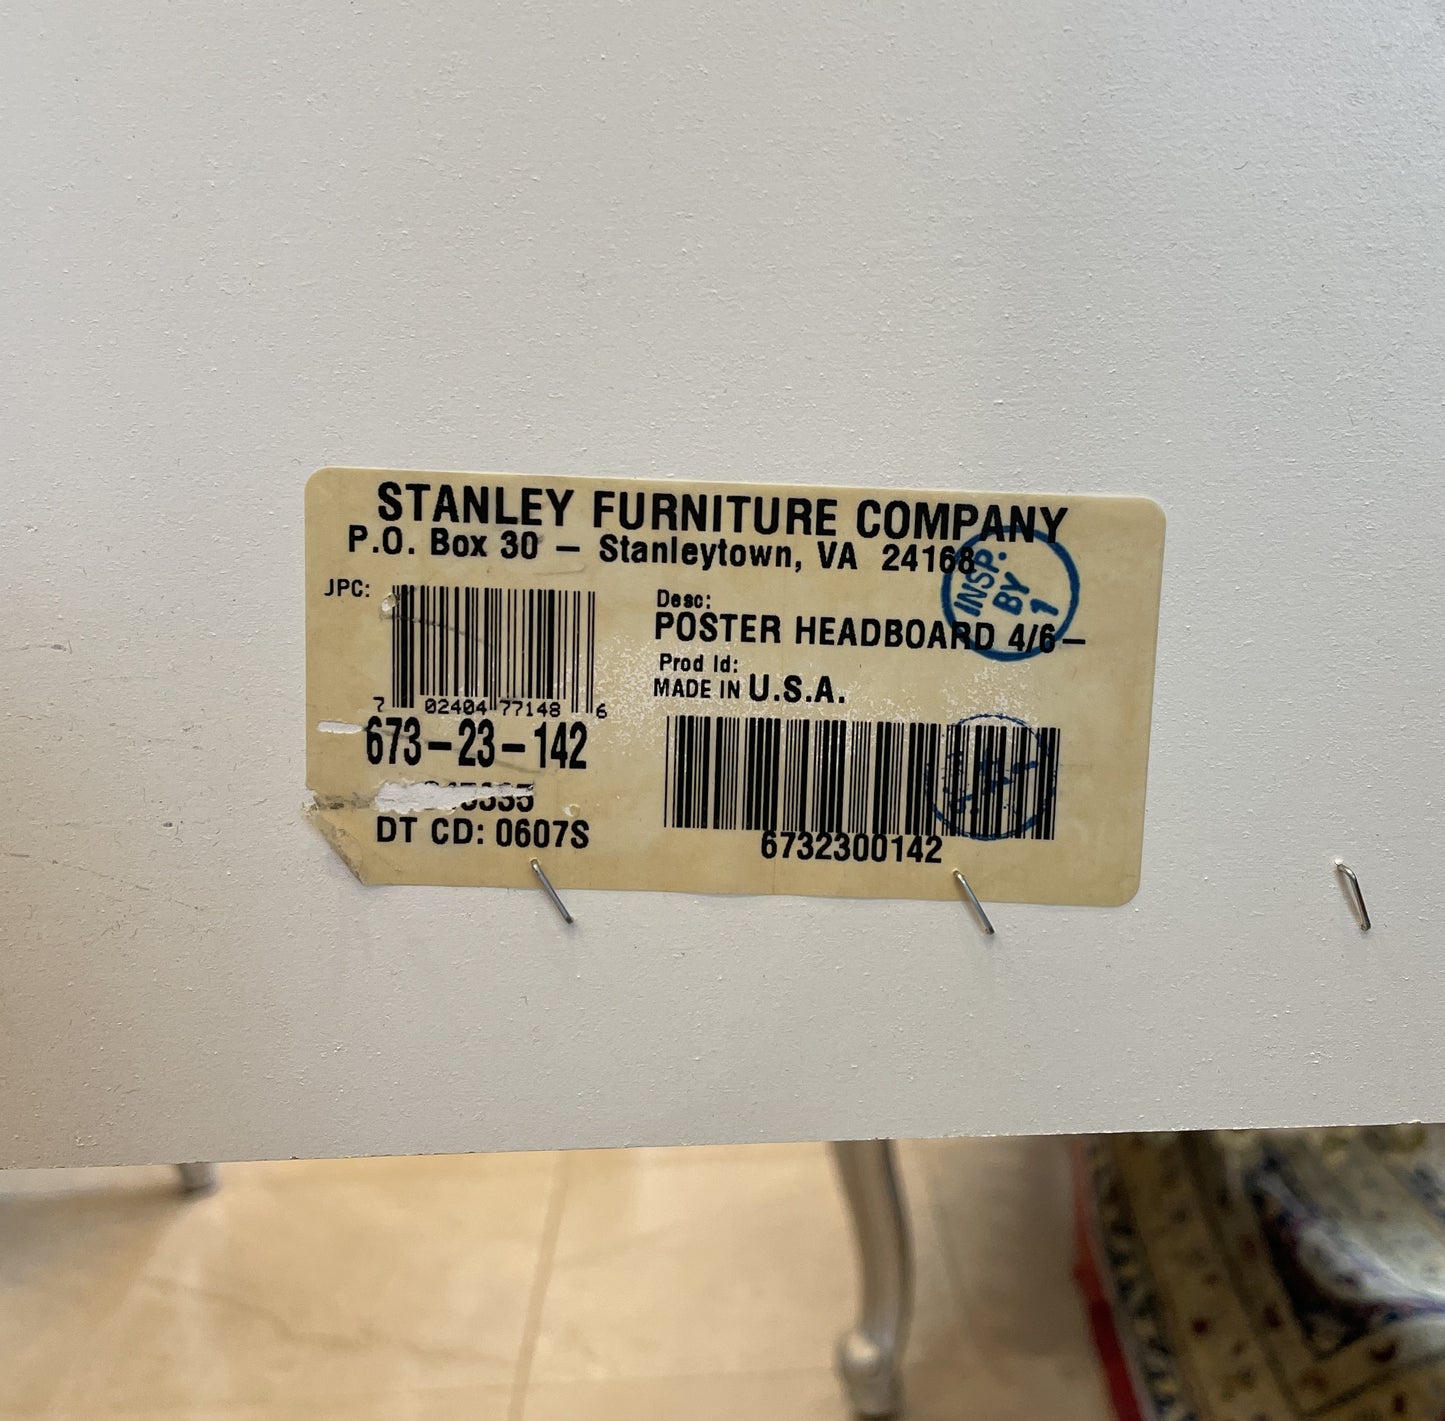 STANLEY FURNITURE COMPANY
P.O. Box 30 – Stanleytown, VA 24168
JPC:
7 02404 77148 6
673-23-142
DT CD: 0607S
Desc:
POSTER HEADBOARD 4/6-
Prod Id:
MADE IN U.S.A.
6732300142
INSP.
BY
1